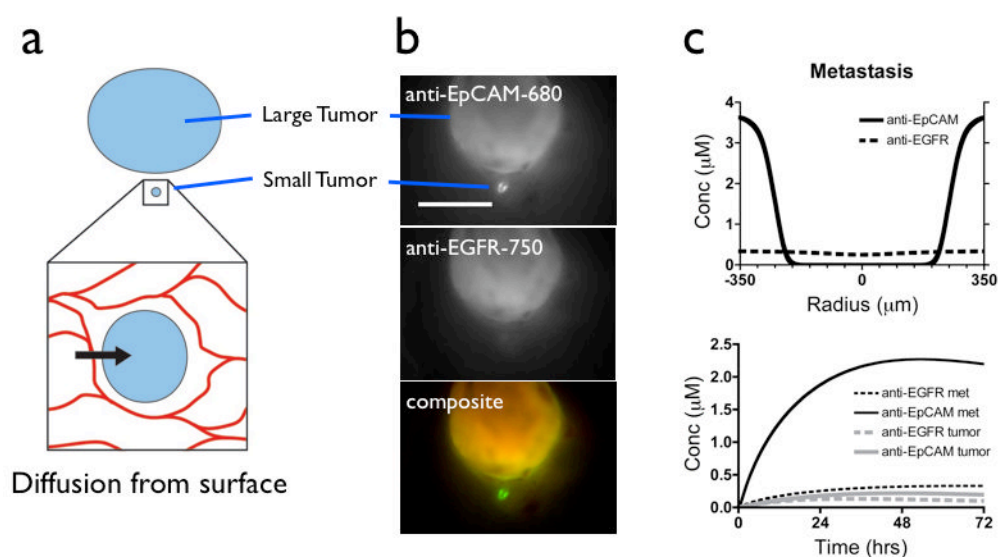 a
Large Tumor
Small Tumor
Diffusion from surface
b
anti-EpCAM-680
anti-EGFR-750
composite
c
Metastasis
Conc (μM)
4
3
2
1
0
anti-EpCAM
anti-EGFR
-350
0
350
Radius (μm)
Conc (μM)
2.5
2.0
1.5
1.0
0.5
0.0
anti-EGFR met
anti-EpCAM met
anti-EGFR tumor
anti-EpCAM tumor
0
24
48
72
Time (hrs)